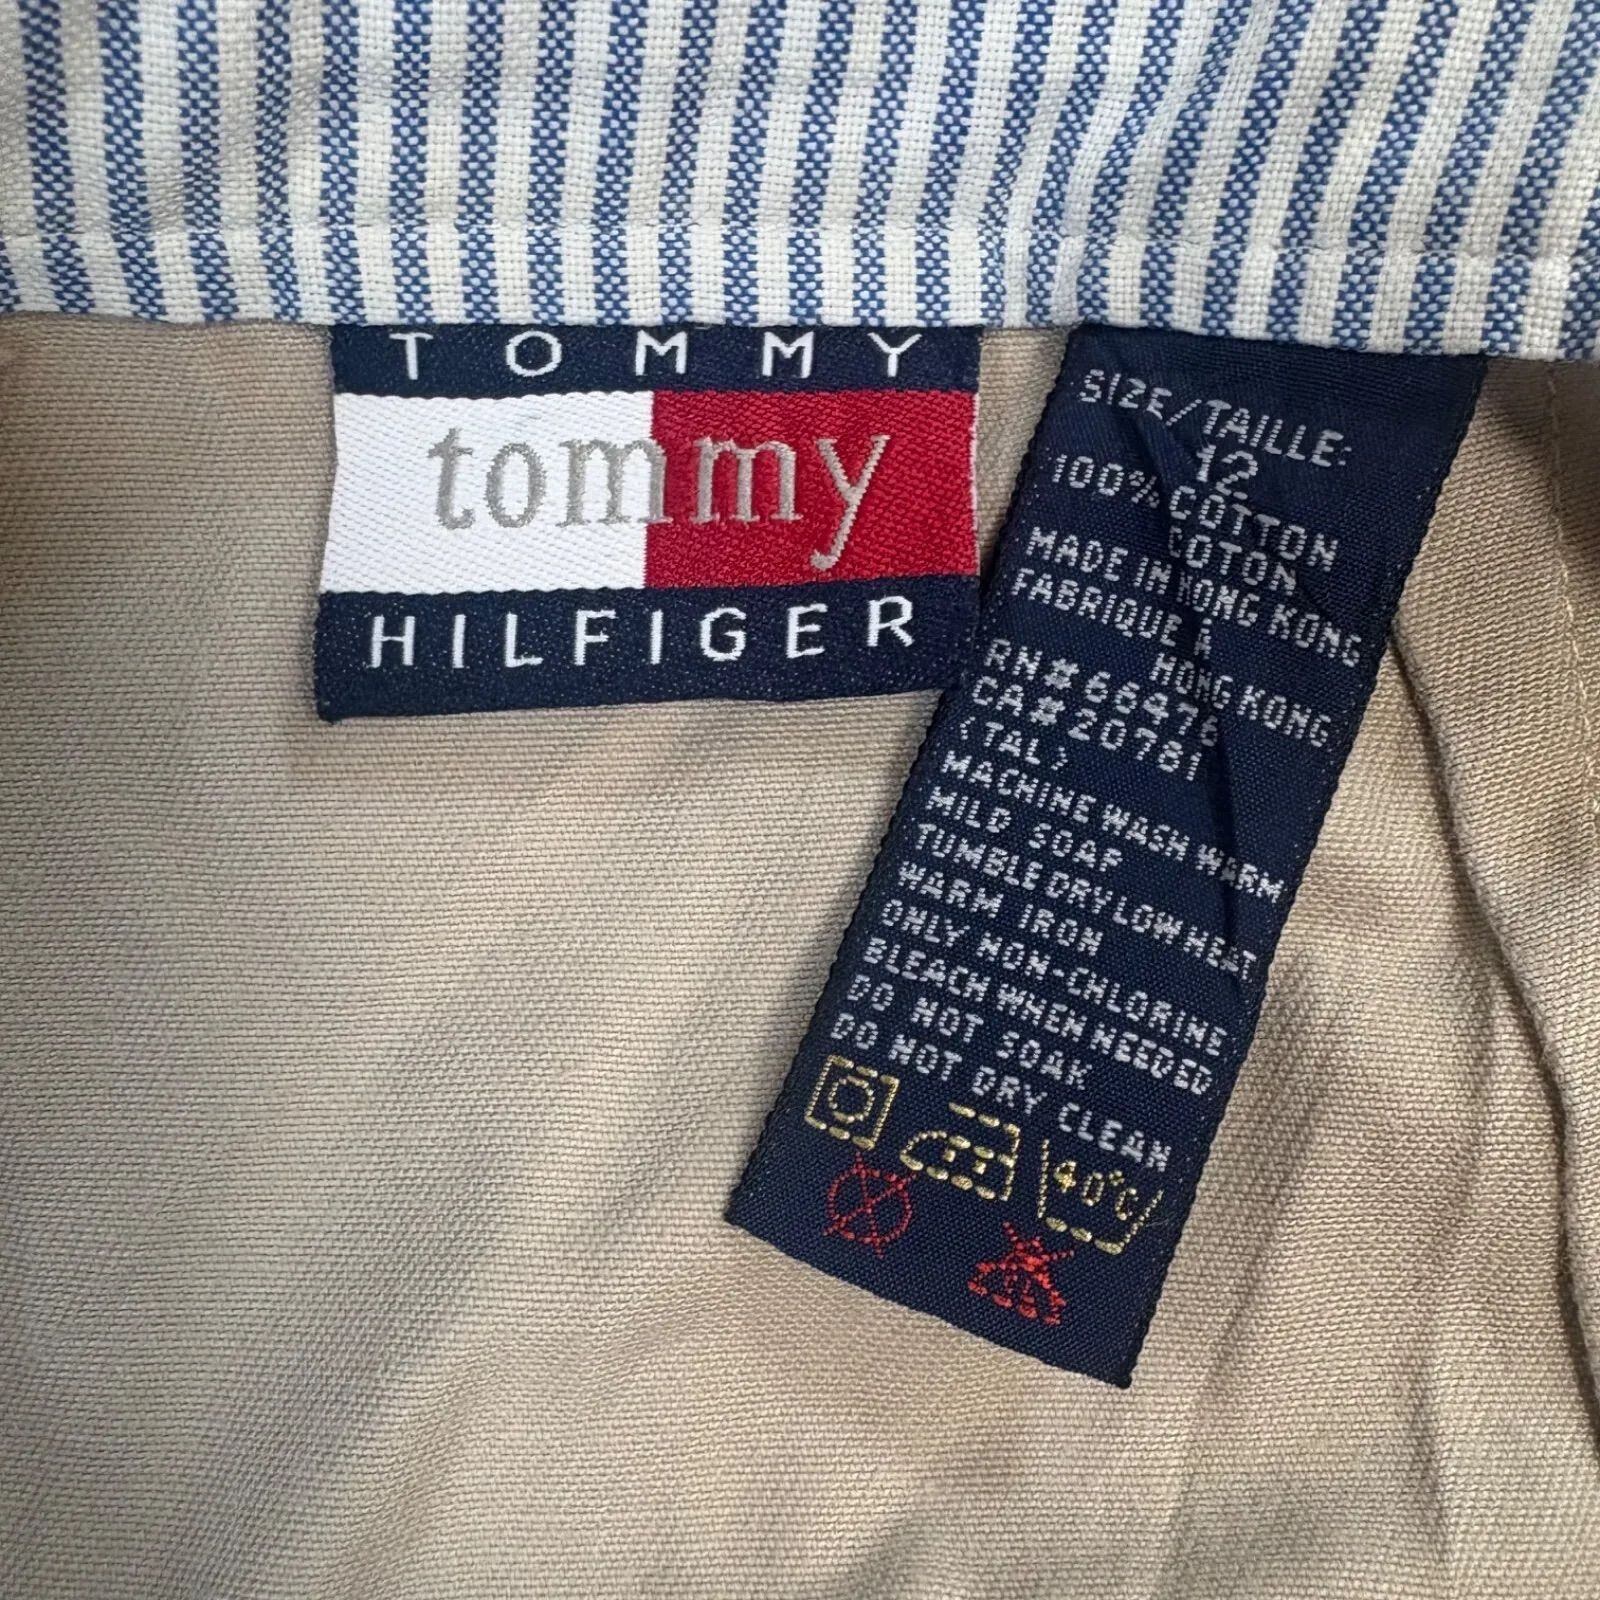 TOMMY
tommy
HILFIGER
SIZE/TAILLE:
12
100% COTTON
COTON
MADE IN HONG KONG
FABRIQUE A
HONG KONG
RN# 66476
CA# 20781
(TAL)
MACHINE WASH WARM
MILD SOAP
TUMBLE DRY LOW HEAT
WARM IRON
ONLY NON-CHLORINE
BLEACH WHEN NEEDED
DO NOT SOAK
DO NOT DRY CLEAN
40°C